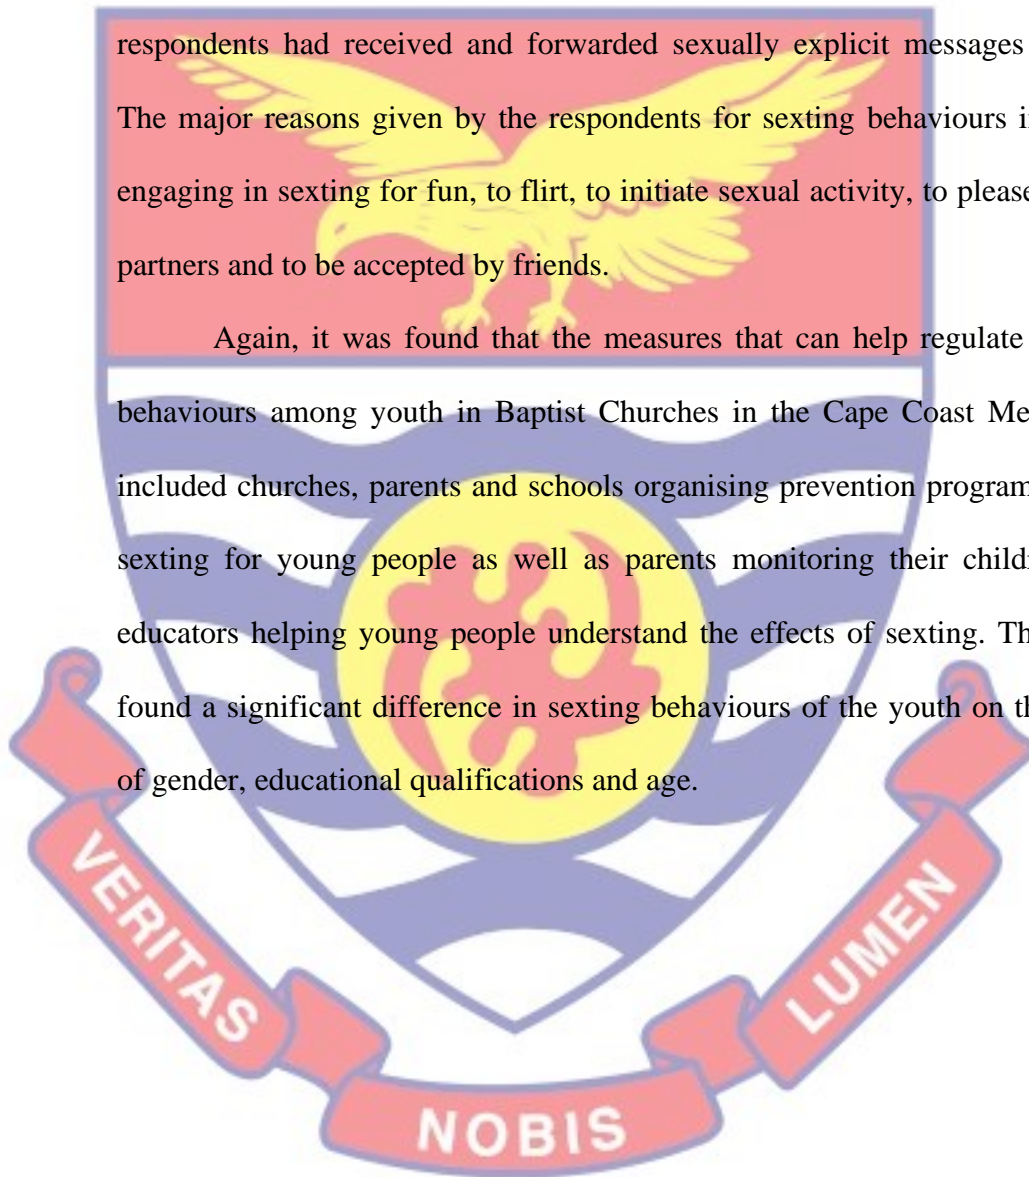 respondents had received and forwarded sexually explicit messages
The major reasons given by the respondents for sexting behaviours
engaging in sexting for fun, to flirt, to initiate sexual activity, to please
partners and to be accepted by friends.
Again, it was found that the measures that can help regulate
behaviours among youth in Baptist Churches in the Cape Coast
included churches, parents and schools organising prevention
sexting for young people as well as parents monitoring their
educators helping young people understand the effects of sexting.
found a significant difference in sexting behaviours of the youth on
of gender, educational qualifications and age.
VERITAS
NOBIS
LUMEN